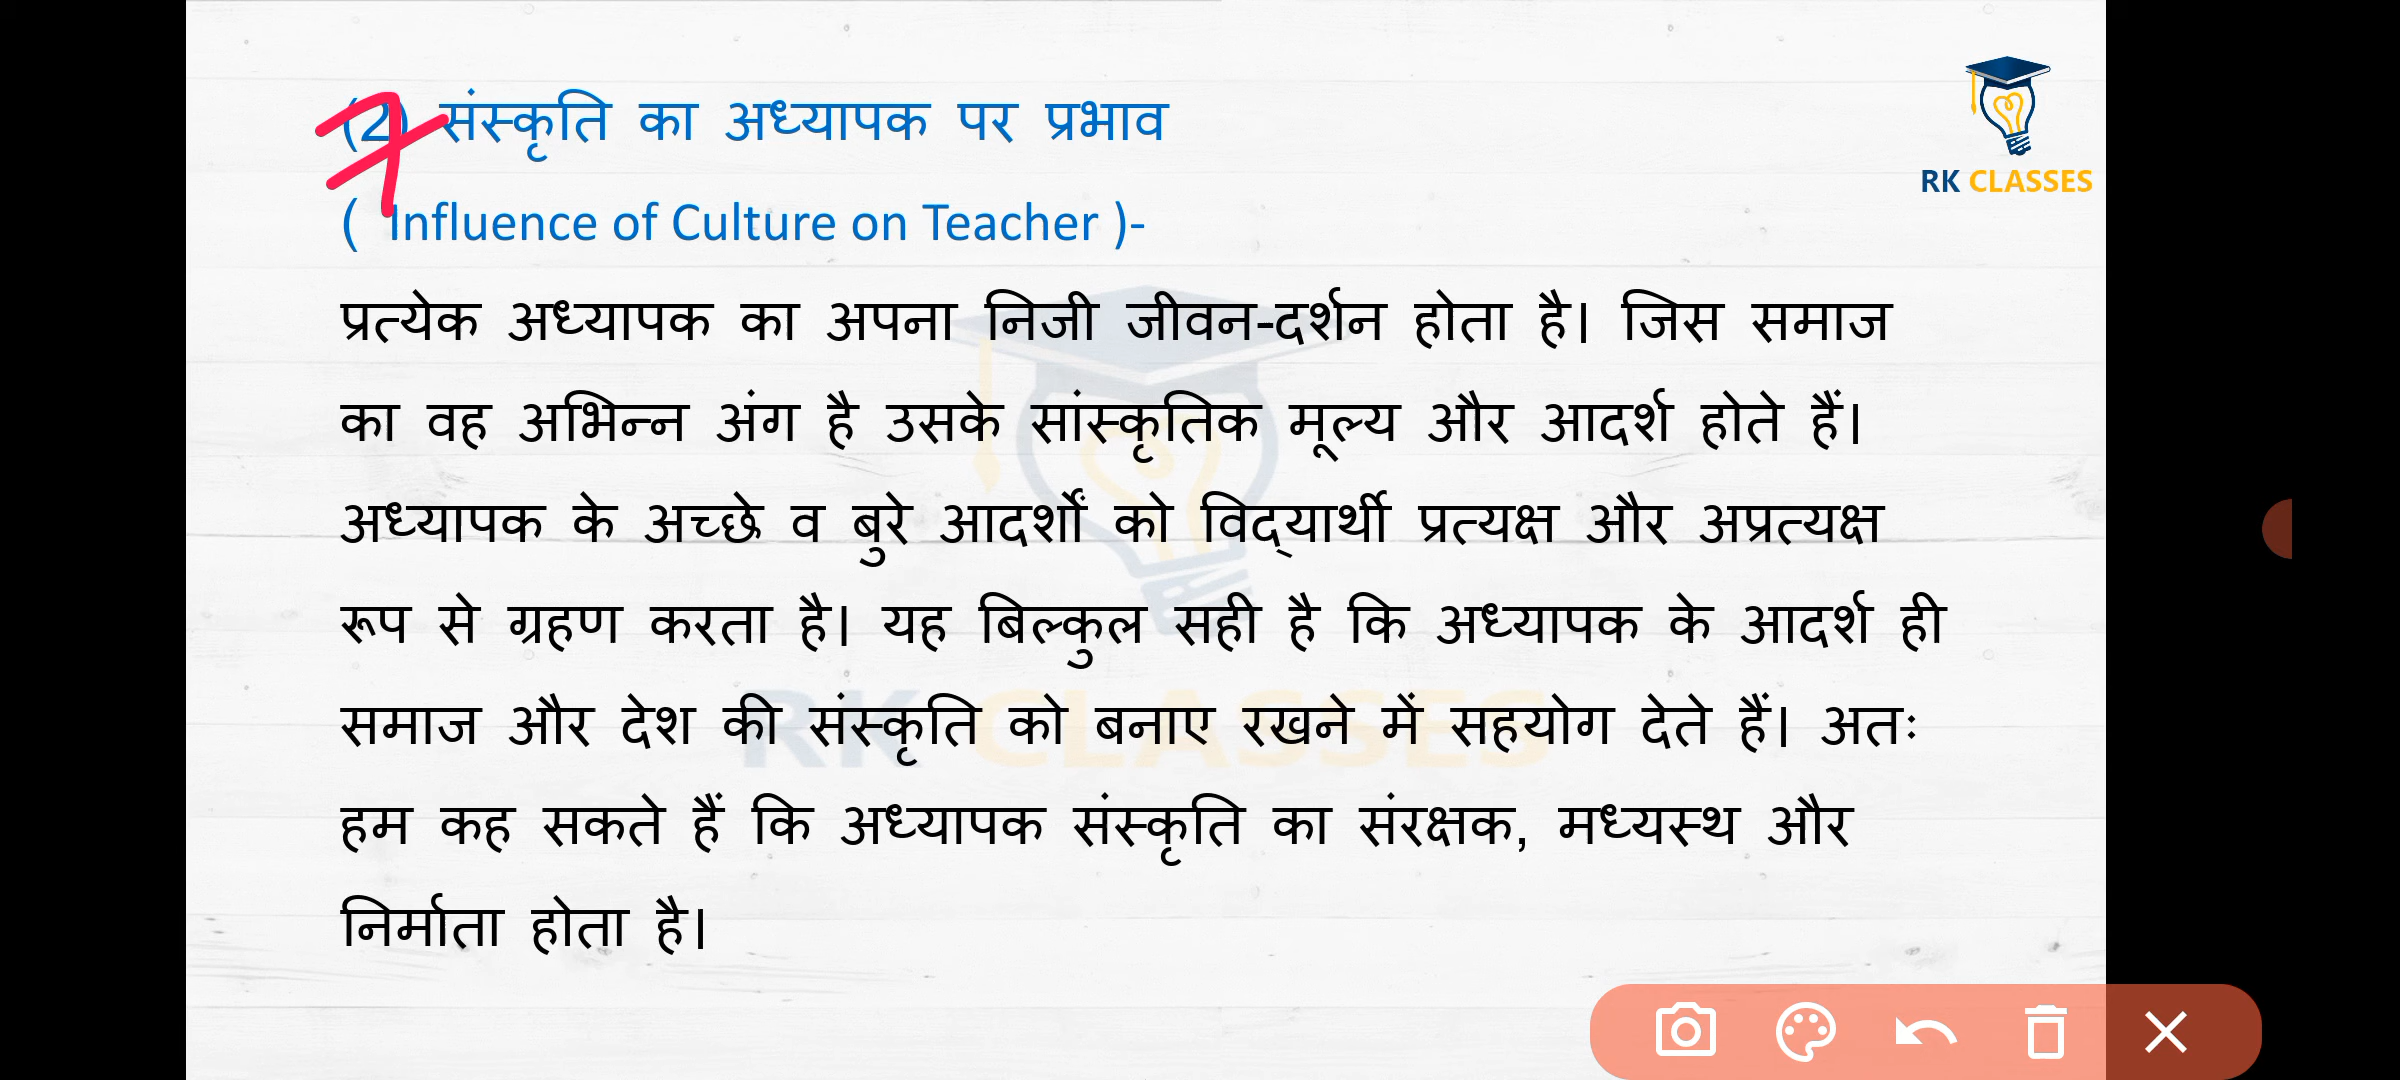 (2) संस्कृति का अध्यापक पर प्रभाव
( Influence of Culture on Teacher )-
प्रत्येक अध्यापक का अपना निजी जीवन-दर्शन होता है। जिस समाज
का वह अभिन्न अंग है उसके सांस्कृतिक मूल्य और आदर्श होते हैं।
अध्यापक के अच्छे व बुरे आदर्शों को विद्यार्थी प्रत्यक्ष और अप्रत्यक्ष
रूप से ग्रहण करता है। यह बिल्कुल सही है कि अध्यापक के आदर्श ही
समाज और देश की संस्कृति को बनाए रखने में सहयोग देते हैं। अतः
हम कह सकते हैं कि अध्यापक संस्कृति का संरक्षक, मध्यस्थ और
निर्माता होता है।
RK CLASSES
RK CLASSES